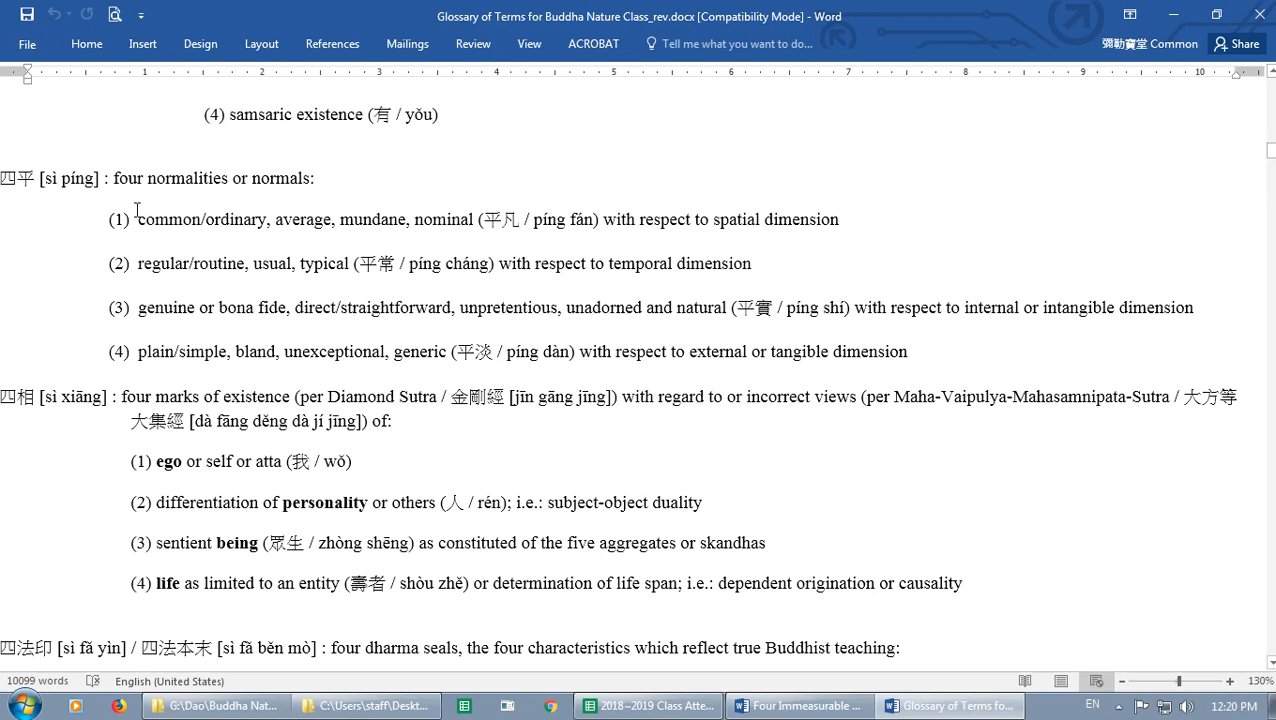 Glossary of Terms for Buddha Nature Class_rev.docx [Compatibility Mode] - Word
File Home Insert Design Layout References Mailings Review View ACROBAT Tell me what you want to do... 彌勒寶堂 Common Share
1 2 3 4 5 6 7 8 9 10
(4) samsaric existence (有 / yǒu)
四平 [sì píng] : four normalities or normals:
(1) common/ordinary, average, mundane, nominal (平凡 / píng fán) with respect to spatial dimension
(2) regular/routine, usual, typical (平常 / píng cháng) with respect to temporal dimension
(3) genuine or bona fide, direct/straightforward, unpretentious, unadorned and natural (平實 / píng shí) with respect to internal or intangible dimension
(4) plain/simple, bland, unexceptional, generic (平淡 / píng dàn) with respect to external or tangible dimension
四相 [sì xiāng] : four marks of existence (per Diamond Sutra / 金剛經 [jīn gāng jīng]) with regard to or incorrect views (per Maha-Vaipulya-Mahasamnipata-Sutra / 大方等
大集經 [dà fāng děng dà jí jīng]) of:
(1) ego or self or atta (我 / wǒ)
(2) differentiation of personality or others (人 / rén); i.e.: subject-object duality
(3) sentient being (眾生 / zhòng shēng) as constituted of the five aggregates or skandhas
(4) life as limited to an entity (壽者 / shòu zhě) or determination of life span; i.e.: dependent origination or causality
四法印 [sì fǎ yìn] / 四法本末 [sì fǎ běn mò] : four dharma seals, the four characteristics which reflect true Buddhist teaching:
10099 words English (United States) 130%
G:\Dao\Buddha Nat... C:\Users\staff\Deskt... 2018~2019 Class Atte... Four Immeasurable ... Glossary of Terms fo... EN 12:20 PM